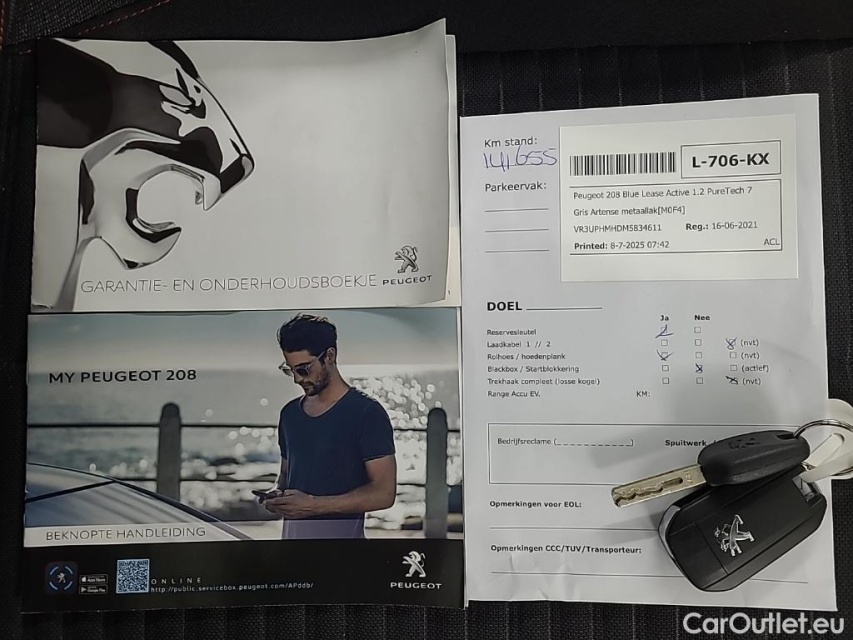 GARANTIE- EN ONDERHOUDSBOEKJE
PEUGEOT
MY PEUGEOT 208
BEKNOPTE HANDLEIDING
ONLINE
http://public.servicebox.peugeot.com/APddb/
PEUGEOT
Km stand:
141.655
Parkeervak:
L-706-KX
Peugeot 208 Blue Lease Active 1.2 PureTech 7
Gris Artense metaallak[M0F4]
VR3UPHMHDM5834611 Reg.: 16-06-2021
Printed: 8-7-2025 07:42 ACL
DOEL
Ja Nee
Reservesleutel
Laadkabel 1 // 2 (nvt)
Rolhoes / hoedenplank (nvt)
Blackbox / Startblokkering (actief)
Trekhaak compleet (losse kogel) (nvt)
Range Accu EV. KM:
Bedrijfsreclame (_ _ _ _ _ _ _ _ _ _ _) Spuitwerk
Opmerkingen voor EOL:
Opmerkingen CCC/TUV/Transporteur:
CarOutlet.eu